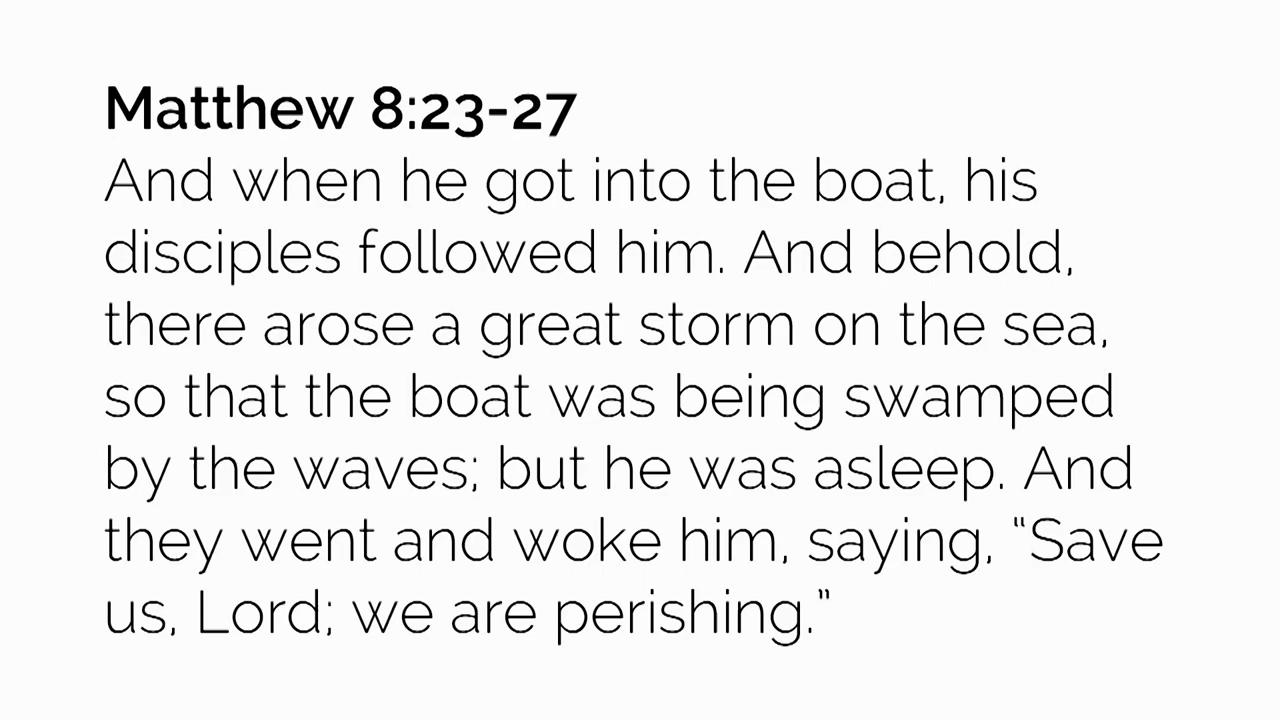 Matthew 8:23-27
And when he got into the boat, his
disciples followed him. And behold,
there arose a great storm on the sea,
so that the boat was being swamped
by the waves; but he was asleep. And
they went and woke him, saying, “Save
us, Lord; we are perishing.”